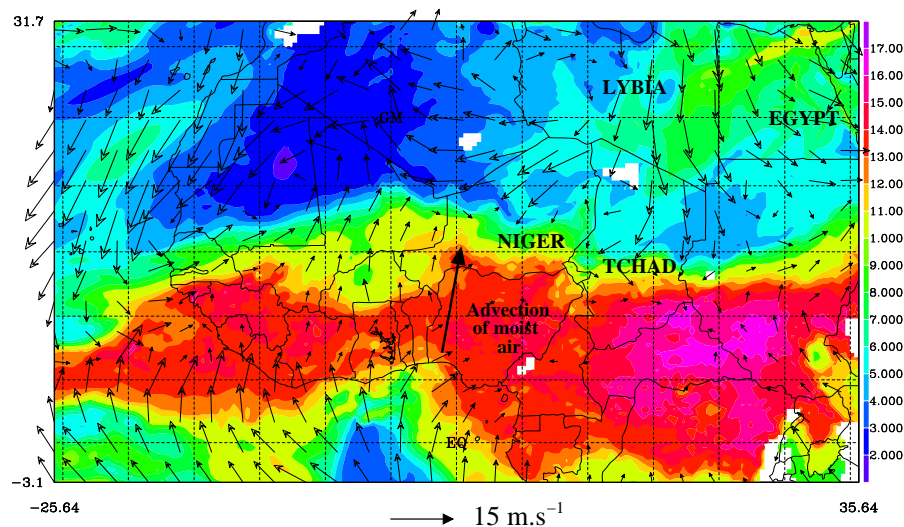 31.7
17.00
16.00
LYBIA
15.00
GM
EGYPT
14.00
13.00
12.00
11.00
NIGER
1.000
TCHAD
9.000
8.000
Advection
of moist
air
7.000
6.000
5.000
4.000
EQ
3.000
2.000
−3.1
−25.64
35.64
15 m.s−1